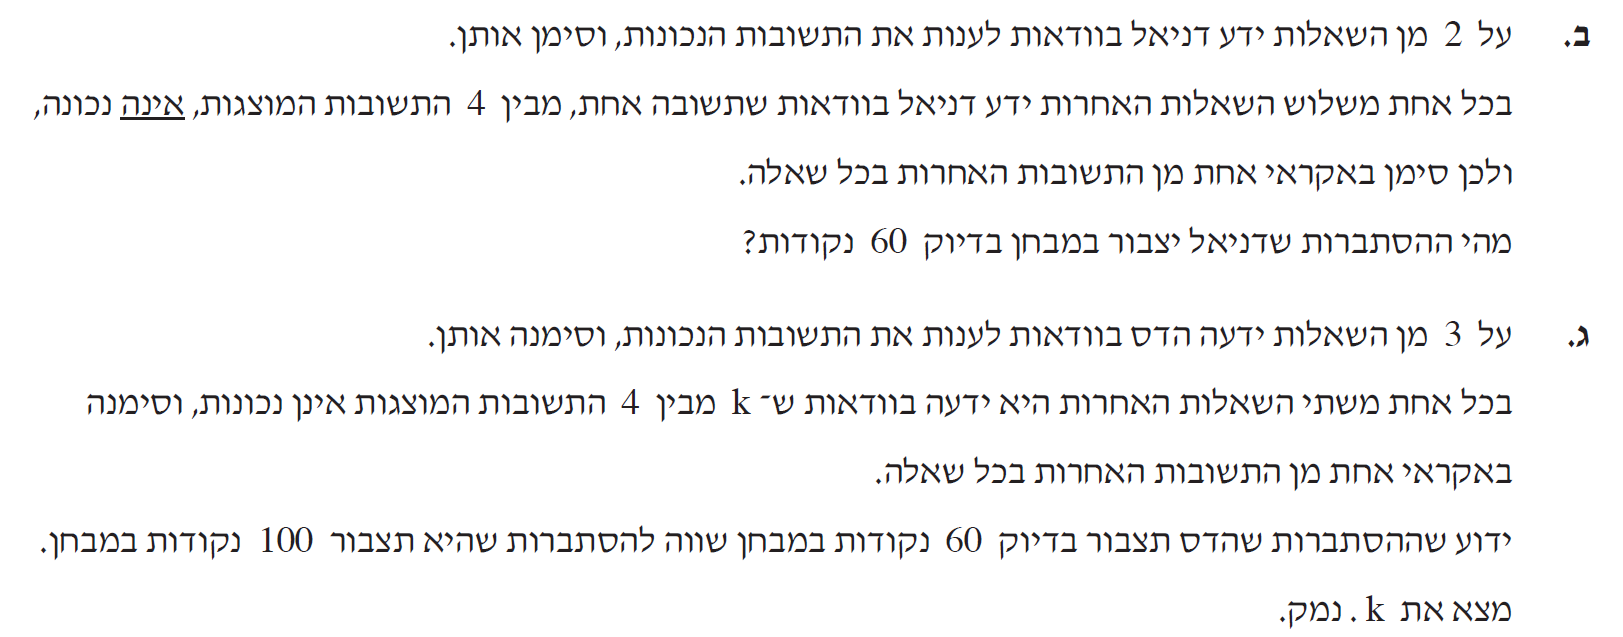 ב. על 2 מן השאלות ידע דניאל בוודאות לענות את התשובות הנכונות, וסימן אותן.
בכל אחת משלוש השאלות האחרות ידע דניאל בוודאות שתשובה אחת, מבין 4 התשובות המוצגות, אינה נכונה,
ולכן סימן באקראי אחת מן התשובות האחרות בכל שאלה.
מהי ההסתברות שדניאל יצבור במבחן בדיוק 60 נקודות?
ג. על 3 מן השאלות ידעה הדס בוודאות לענות את התשובות הנכונות, וסימנה אותן.
בכל אחת משתי השאלות האחרות היא ידעה בוודאות ש־ k מבין 4 התשובות המוצגות אינן נכונות, וסימנה
באקראי אחת מן התשובות האחרות בכל שאלה.
ידוע שההסתברות שהדס תצבור בדיוק 60 נקודות במבחן שווה להסתברות שהיא תצבור 100 נקודות במבחן.
מצא את k . נמק.